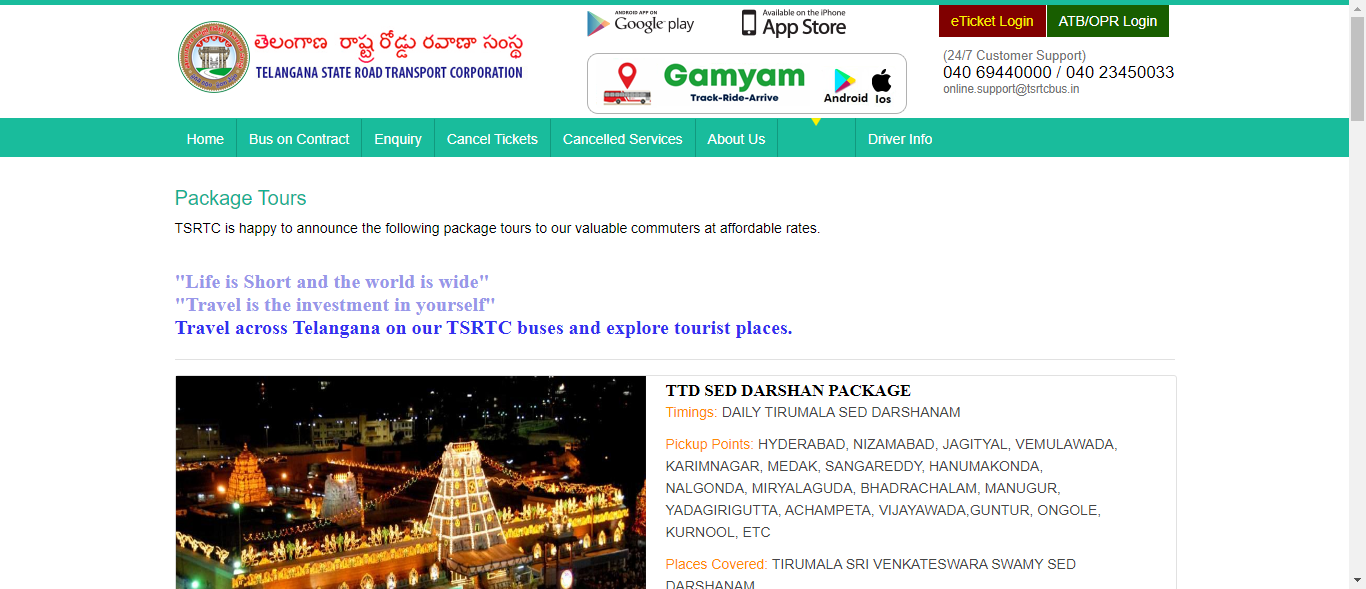 ANDROID APP ON
Google play
Available on the iPhone
App Store
eTicket Login
ATB/OPR Login
తెలంగాణ రాష్ట్ర రోడ్డు రవాణా సంస్థ
TELANGANA STATE ROAD TRANSPORT CORPORATION
Gamyam
Track-Ride-Arrive
Android
Ios
(24/7 Customer Support)
040 69440000 / 040 23450033
online.support@tsrtcbus.in
Home
Bus on Contract
Enquiry
Cancel Tickets
Cancelled Services
About Us
Driver Info
Package Tours
TSRTC is happy to announce the following package tours to our valuable commuters at affordable rates.
"Life is Short and the world is wide"
"Travel is the investment in yourself"
Travel across Telangana on our TSRTC buses and explore tourist places.
TTD SED DARSHAN PACKAGE
Timings: DAILY TIRUMALA SED DARSHANAM
Pickup Points: HYDERABAD, NIZAMABAD, JAGITYAL, VEMULAWADA,
KARIMNAGAR, MEDAK, SANGAREDDY, HANUMAKONDA,
NALGONDA, MIRYALAGUDA, BHADRACHALAM, MANUGUR,
YADAGIRIGUTTA, ACHAMPETA, VIJAYAWADA,GUNTUR, ONGOLE,
KURNOOL, ETC
Places Covered: TIRUMALA SRI VENKATESWARA SWAMY SED
DARSHANAM